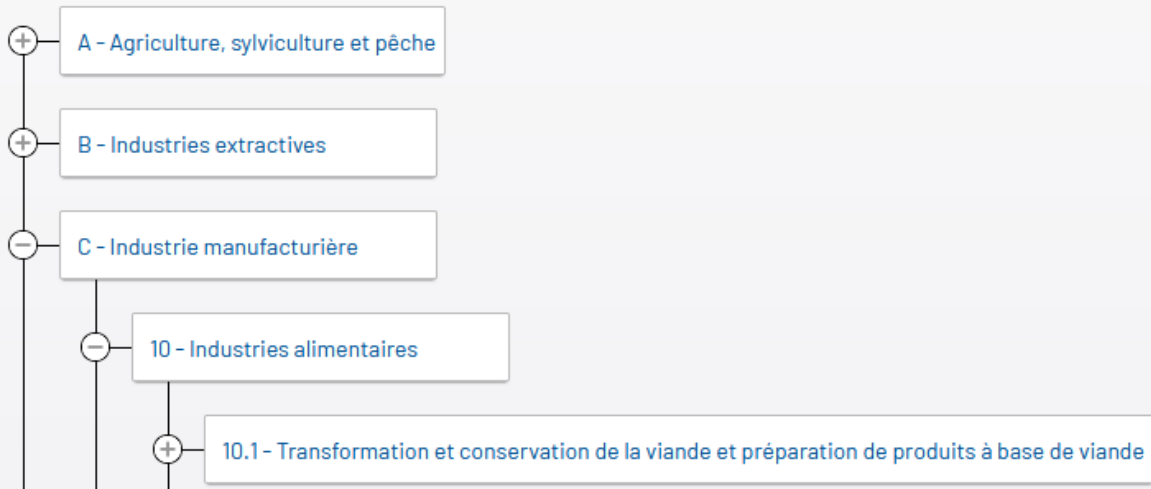 A - Agriculture, sylviculture et pêche
B - Industries extractives
C - Industrie manufacturière
10 - Industries alimentaires
10.1 - Transformation et conservation de la viande et préparation de produits à base de viande